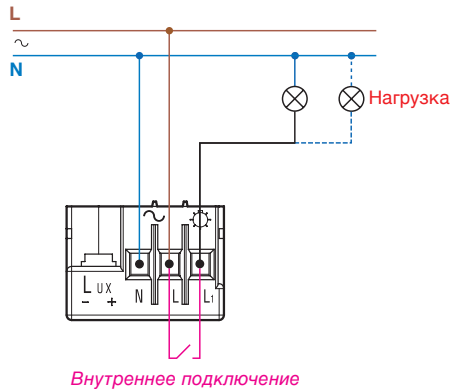 L
N
Нагрузка
LUX
- + N L L1
Внутреннее подключение